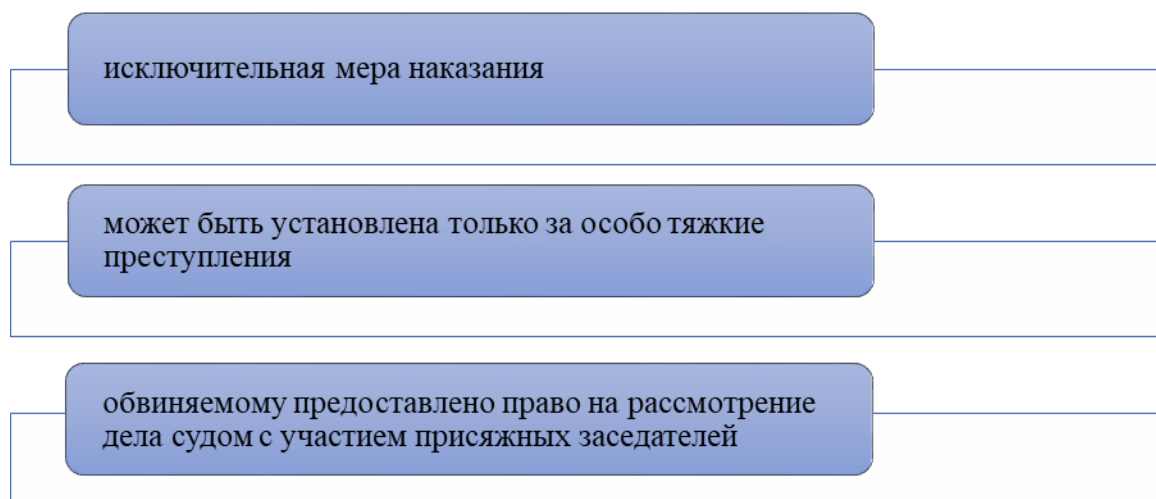 исключительная мера наказания
может быть установлена только за особо тяжкие
преступления
обвиняемому предоставлено право на рассмотрение
дела судом с участием присяжных заседателей